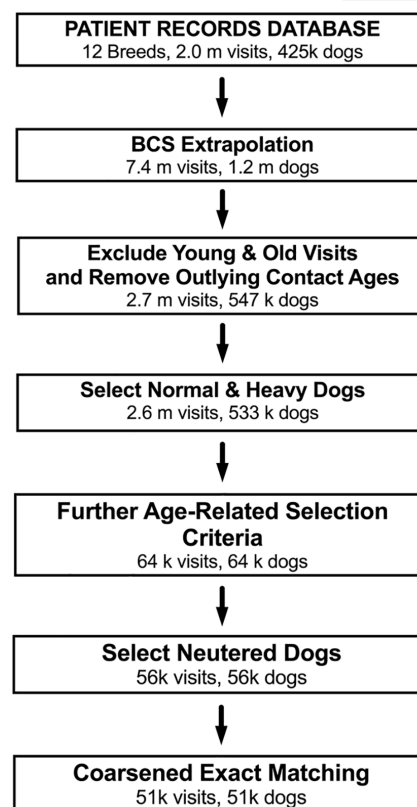 PATIENT RECORDS DATABASE
12 Breeds, 2.0 m visits, 425k dogs
BCS Extrapolation
7.4 m visits, 1.2 m dogs
Exclude Young & Old Visits
and Remove Outlying Contact Ages
2.7 m visits, 547 k dogs
Select Normal & Heavy Dogs
2.6 m visits, 533 k dogs
Further Age-Related Selection
Criteria
64 k visits, 64 k dogs
Select Neutered Dogs
56k visits, 56k dogs
Coarsened Exact Matching
51k visits, 51k dogs